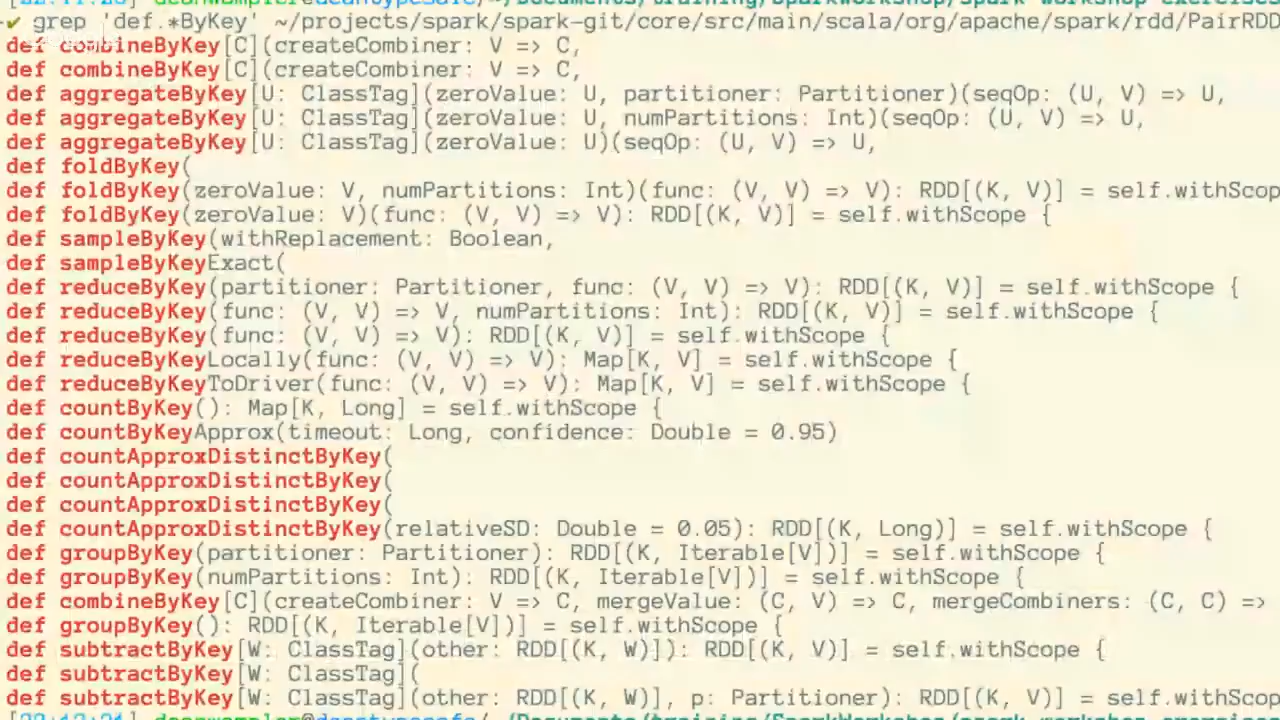 ✔ grep 'def.*ByKey' ~/projects/spark/spark-git/core/src/main/scala/org/apache/spark/rdd/PairRDD
def combineByKey[C](createCombiner: V => C,
def combineByKey[C](createCombiner: V => C,
def aggregateByKey[U: ClassTag](zeroValue: U, partitioner: Partitioner)(seqOp: (U, V) => U,
def aggregateByKey[U: ClassTag](zeroValue: U, numPartitions: Int)(seqOp: (U, V) => U,
def aggregateByKey[U: ClassTag](zeroValue: U)(seqOp: (U, V) => U,
def foldByKey(
def foldByKey(zeroValue: V, numPartitions: Int)(func: (V, V) => V): RDD[(K, V)] = self.withScop
def foldByKey(zeroValue: V)(func: (V, V) => V): RDD[(K, V)] = self.withScope {
def sampleByKey(withReplacement: Boolean,
def sampleByKeyExact(
def reduceByKey(partitioner: Partitioner, func: (V, V) => V): RDD[(K, V)] = self.withScope {
def reduceByKey(func: (V, V) => V, numPartitions: Int): RDD[(K, V)] = self.withScope {
def reduceByKey(func: (V, V) => V): RDD[(K, V)] = self.withScope {
def reduceByKeyLocally(func: (V, V) => V): Map[K, V] = self.withScope {
def reduceByKeyToDriver(func: (V, V) => V): Map[K, V] = self.withScope {
def countByKey(): Map[K, Long] = self.withScope {
def countByKeyApprox(timeout: Long, confidence: Double = 0.95)
def countApproxDistinctByKey(
def countApproxDistinctByKey(
def countApproxDistinctByKey(
def countApproxDistinctByKey(relativeSD: Double = 0.05): RDD[(K, Long)] = self.withScope {
def groupByKey(partitioner: Partitioner): RDD[(K, Iterable[V])] = self.withScope {
def groupByKey(numPartitions: Int): RDD[(K, Iterable[V])] = self.withScope {
def combineByKey[C](createCombiner: V => C, mergeValue: (C, V) => C, mergeCombiners: (C, C) =>
def groupByKey(): RDD[(K, Iterable[V])] = self.withScope {
def subtractByKey[W: ClassTag](other: RDD[(K, W)]): RDD[(K, V)] = self.withScope {
def subtractByKey[W: ClassTag](
def subtractByKey[W: ClassTag](other: RDD[(K, W)], p: Partitioner): RDD[(K, V)] = self.withScop